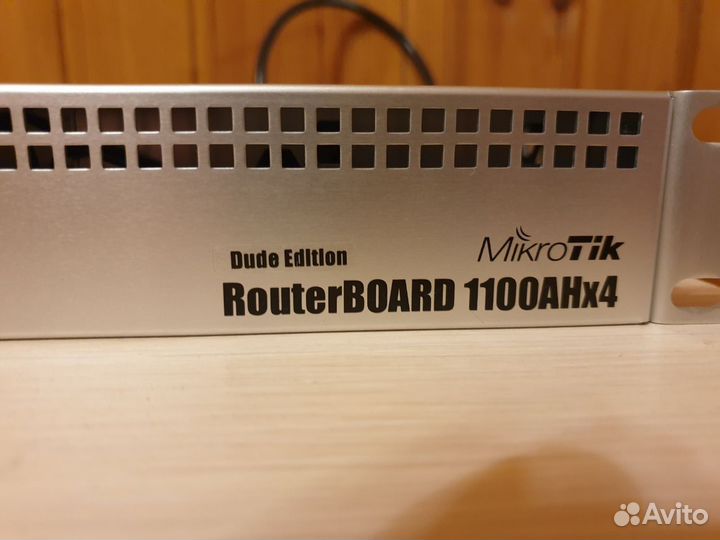 Dude Edition
MikroTik
RouterBOARD 1100AHx4
Avito